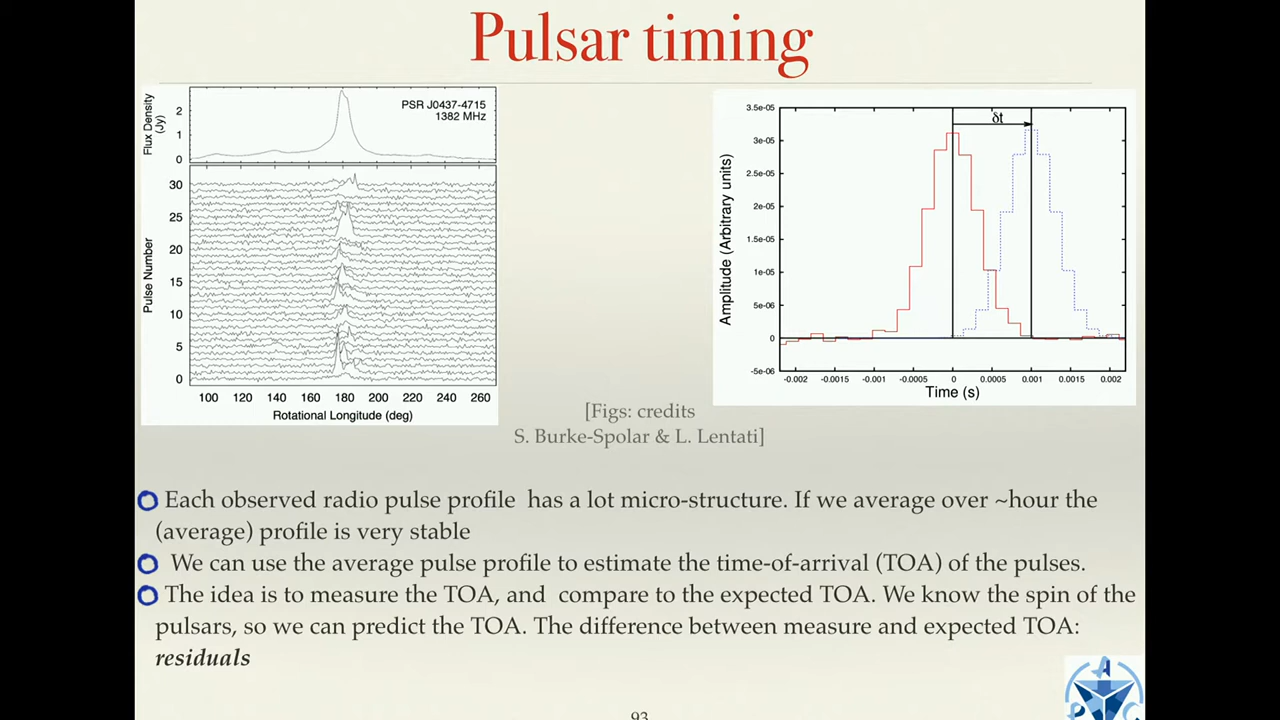 Pulsar timing
Flux Density
(Jy)
2
1
0
PSR J0437-4715
1382 MHz
Pulse Number
30
25
20
15
10
5
0
100 120 140 160 180 200 220 240 260
Rotational Longitude (deg)
Amplitude (Arbitrary units)
3.5e-05
3e-05
2.5e-05
2e-05
1.5e-05
1e-05
5e-06
0
-5e-06
δt
-0.002 -0.0015 -0.001 -0.0005 0 0.0005 0.001 0.0015 0.002
Time (s)
[Figs: credits
S. Burke-Spolar & L. Lentati]
Each observed radio pulse profile has a lot micro-structure. If we average over ~hour the
(average) profile is very stable
We can use the average pulse profile to estimate the time-of-arrival (TOA) of the pulses.
The idea is to measure the TOA, and compare to the expected TOA. We know the spin of the
pulsars, so we can predict the TOA. The difference between measure and expected TOA:
residuals
93
A
P C